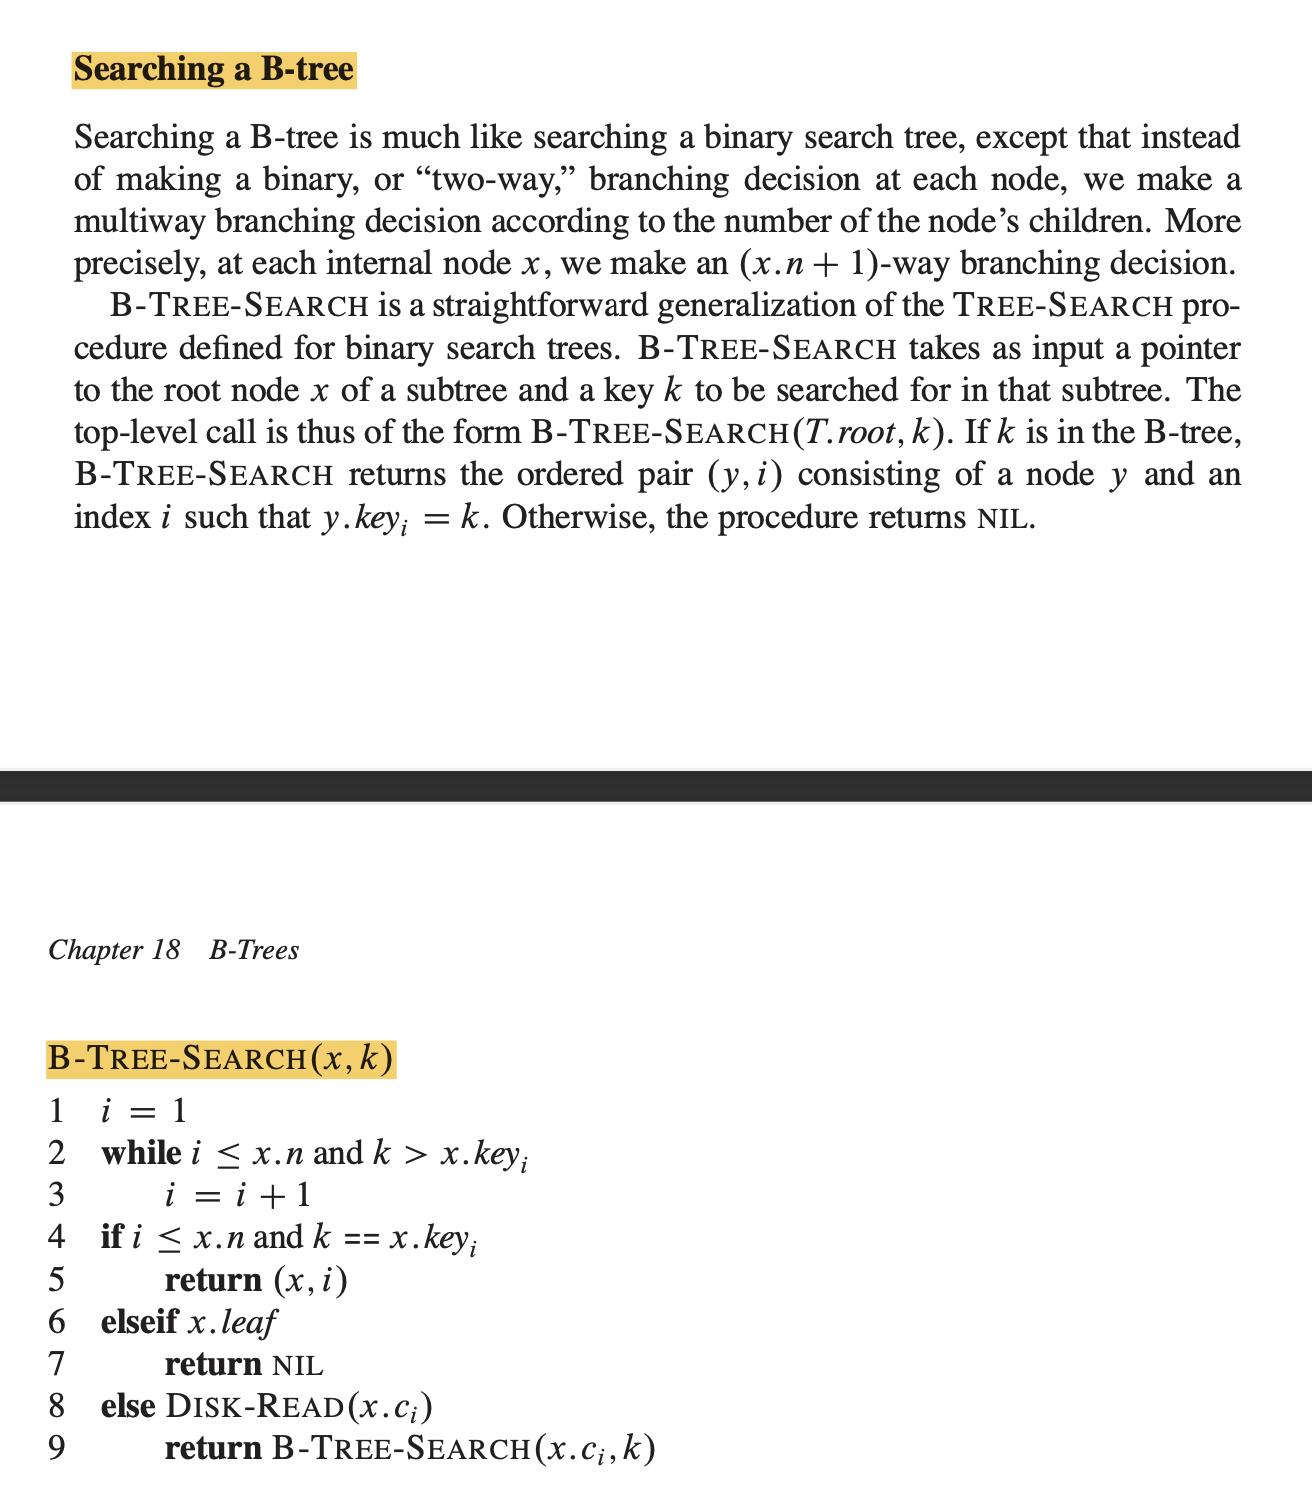 Searching a B-tree
Searching a B-tree is much like searching a binary search tree, except that instead
of making a binary, or “two-way,” branching decision at each node, we make a
multiway branching decision according to the number of the node’s children. More
precisely, at each internal node x, we make an (x.n + 1)-way branching decision.
B-TREE-SEARCH is a straightforward generalization of the TREE-SEARCH pro-
cedure defined for binary search trees. B-TREE-SEARCH takes as input a pointer
to the root node x of a subtree and a key k to be searched for in that subtree. The
top-level call is thus of the form B-TREE-SEARCH(T.root, k). If k is in the B-tree,
B-TREE-SEARCH returns the ordered pair (y, i) consisting of a node y and an
index i such that y.keyᵢ = k. Otherwise, the procedure returns NIL.
Chapter 18 B-Trees
B-TREE-SEARCH(x, k)
1 i = 1
2 while i ≤ x.n and k > x.keyᵢ
3 i = i + 1
4 if i ≤ x.n and k == x.keyᵢ
5 return (x, i)
6 elseif x.leaf
7 return NIL
8 else DISK-READ(x.cᵢ)
9 return B-TREE-SEARCH(x.cᵢ, k)